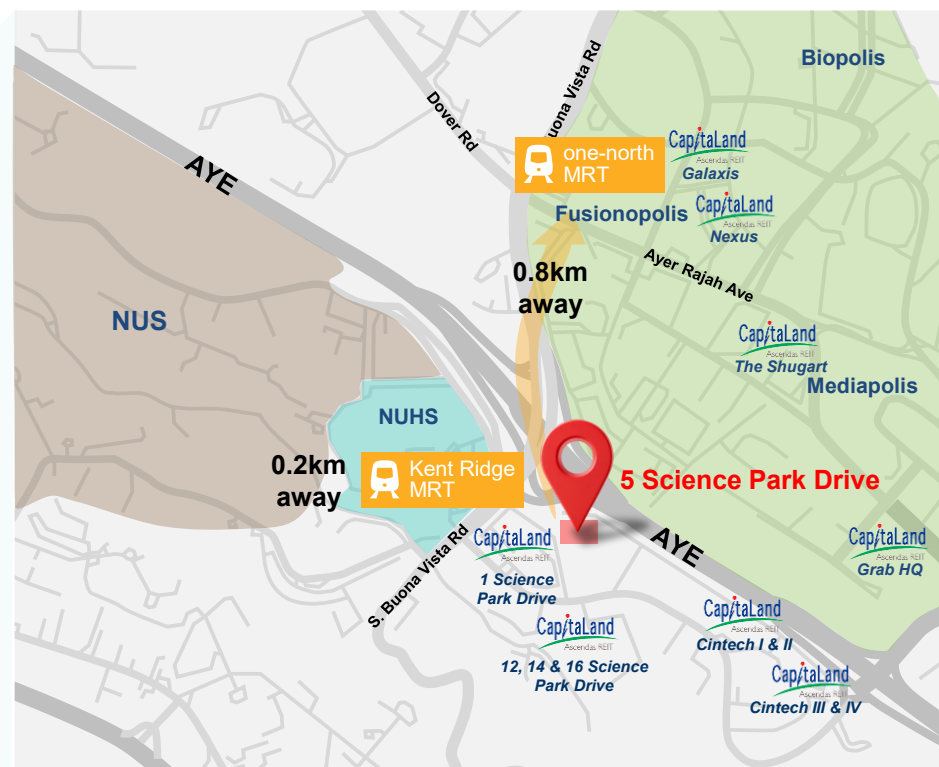 Biopolis
Buona Vista Rd
Dover Rd
one-north
MRT
CapitaLand
Ascendas REIT
Galaxis
AYE
Fusionopolis
CapitaLand
Ascendas REIT
Nexus
0.8km
away
Ayer Rajah Ave
NUS
CapitaLand
Ascendas REIT
The Shugart
Mediapolis
NUHS
0.2km
away
Kent Ridge
MRT
5 Science Park Drive
S. Buona Vista Rd
CapitaLand
Ascendas REIT
1 Science
Park Drive
AYE
CapitaLand
Ascendas REIT
Grab HQ
CapitaLand
Ascendas REIT
12, 14 & 16 Science
Park Drive
CapitaLand
Ascendas REIT
Cintech I & II
CapitaLand
Ascendas REIT
Cintech III & IV